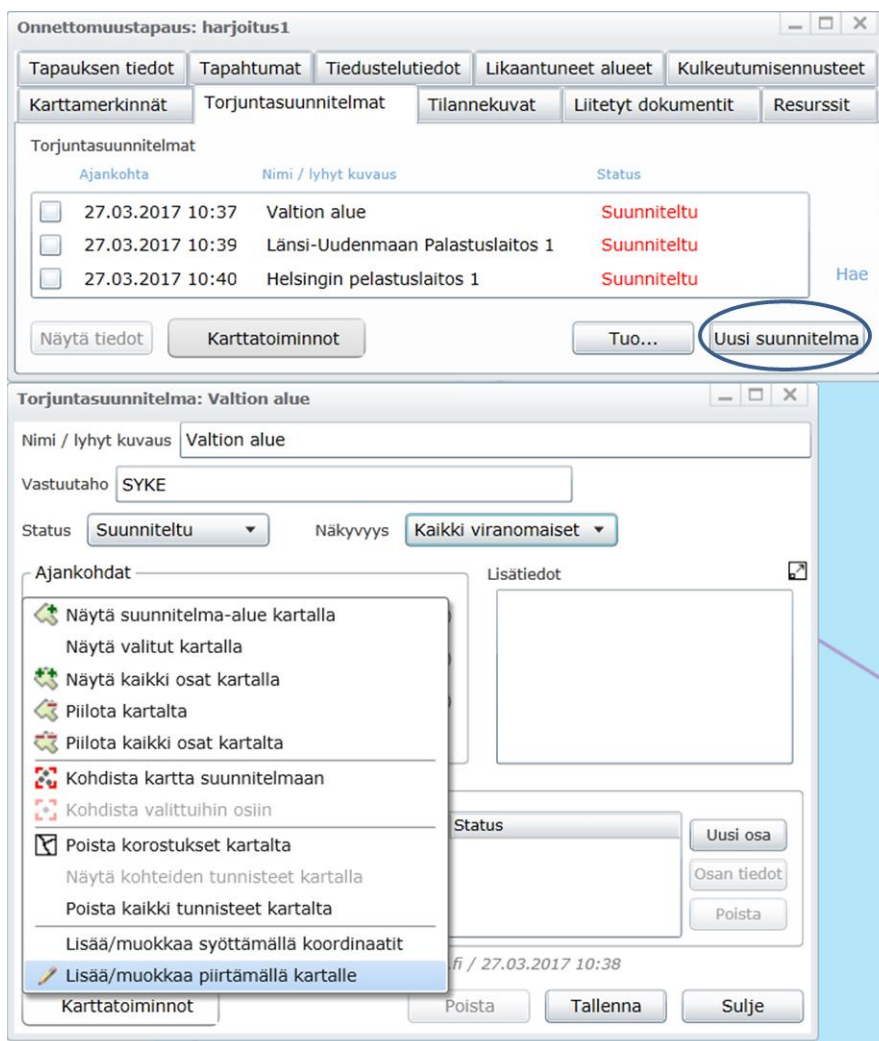 Onnettomuustapaus: harjoitus1
Tapauksen tiedot Tapahtumat Tiedustelutiedot Likaantuneet alueet Kulkeutumisennusteet
Karttamerkinnät Torjuntasuunnitelmat Tilannekuvat Liitetyt dokumentit Resurssit
Torjuntasuunnitelmat
Ajankohta Nimi / lyhyt kuvaus Status
27.03.2017 10:37 Valtion alue Suunniteltu
27.03.2017 10:39 Länsi-Uudenmaan Palastuslaitos 1 Suunniteltu
27.03.2017 10:40 Helsingin pelastuslaitos 1 Suunniteltu
Hae
Näytä tiedot Karttatoiminnot Tuo... Uusi suunnitelma
Torjuntasuunnitelma: Valtion alue
Nimi / lyhyt kuvaus Valtion alue
Vastuutaho SYKE
Status Suunniteltu Näkyvyys Kaikki viranomaiset
Ajankohdat Lisätiedot
Näytä suunnitelma-alue kartalla
Näytä valitut kartalla
Näytä kaikki osat kartalla
Piilota kartalta
Piilota kaikki osat kartalta
Kohdista kartta suunnitelmaan
Kohdista valittuihin osiin
Poista korostukset kartalta
Näytä kohteiden tunnisteet kartalla
Poista kaikki tunnisteet kartalta
Lisää/muokkaa syöttämällä koordinaatit
Lisää/muokkaa piirtämällä kartalle
Status
Uusi osa
Osan tiedot
Poista
.fi / 27.03.2017 10:38
Karttatoiminnot Poista Tallenna Sulje